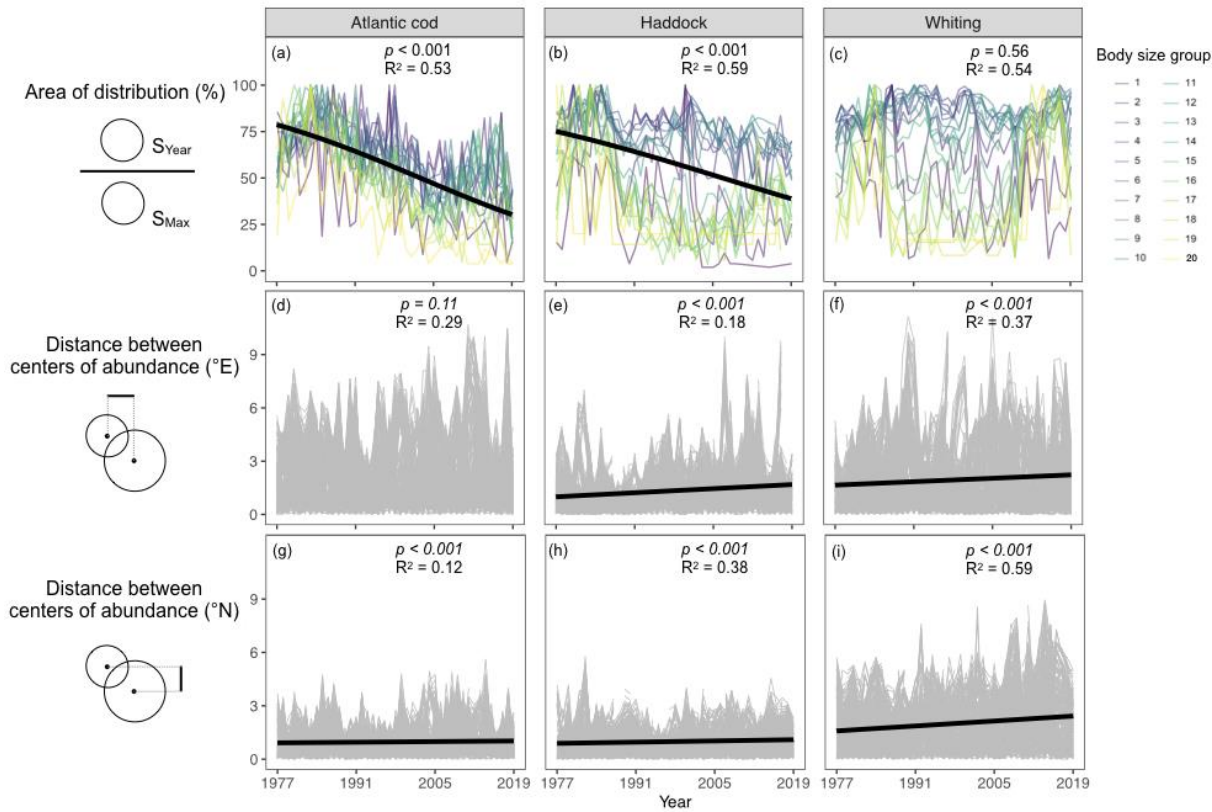 Atlantic cod
Haddock
Whiting
Area of distribution (%)
S Year
S Max
100
75
50
25
0
(a)
p < 0.001
R² = 0.53
(b)
p < 0.001
R² = 0.59
(c)
p = 0.56
R² = 0.54
Body size group
1
2
3
4
5
6
7
8
9
10
11
12
13
14
15
16
17
18
19
20
Distance between
centers of abundance (°E)
9
6
3
0
(d)
p = 0.11
R² = 0.29
(e)
p < 0.001
R² = 0.18
(f)
p < 0.001
R² = 0.37
Distance between
centers of abundance (°N)
9
6
3
0
(g)
p < 0.001
R² = 0.12
(h)
p < 0.001
R² = 0.38
(i)
p < 0.001
R² = 0.59
1977 1991 2005 2019
1977 1991 2005 2019
1977 1991 2005 2019
Year